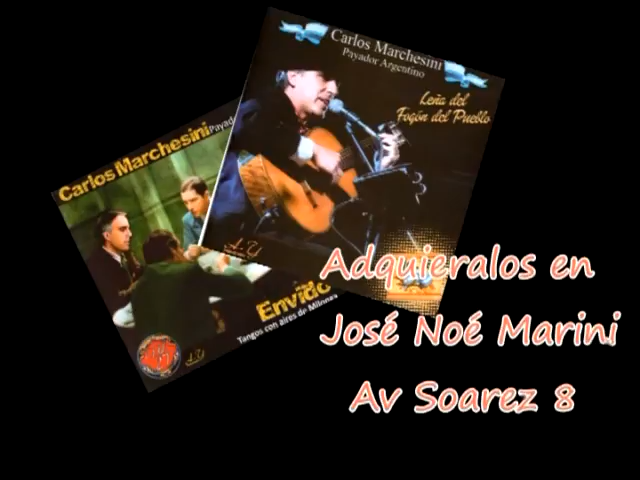 Carlos Marchesini
Payador Argentino
Leña del
Fogón del Pueblo
Carlos Marchesini
Envido
Tangos con aires de Milongas
Adquieralos en
José Noé Marini
Av Soarez 8